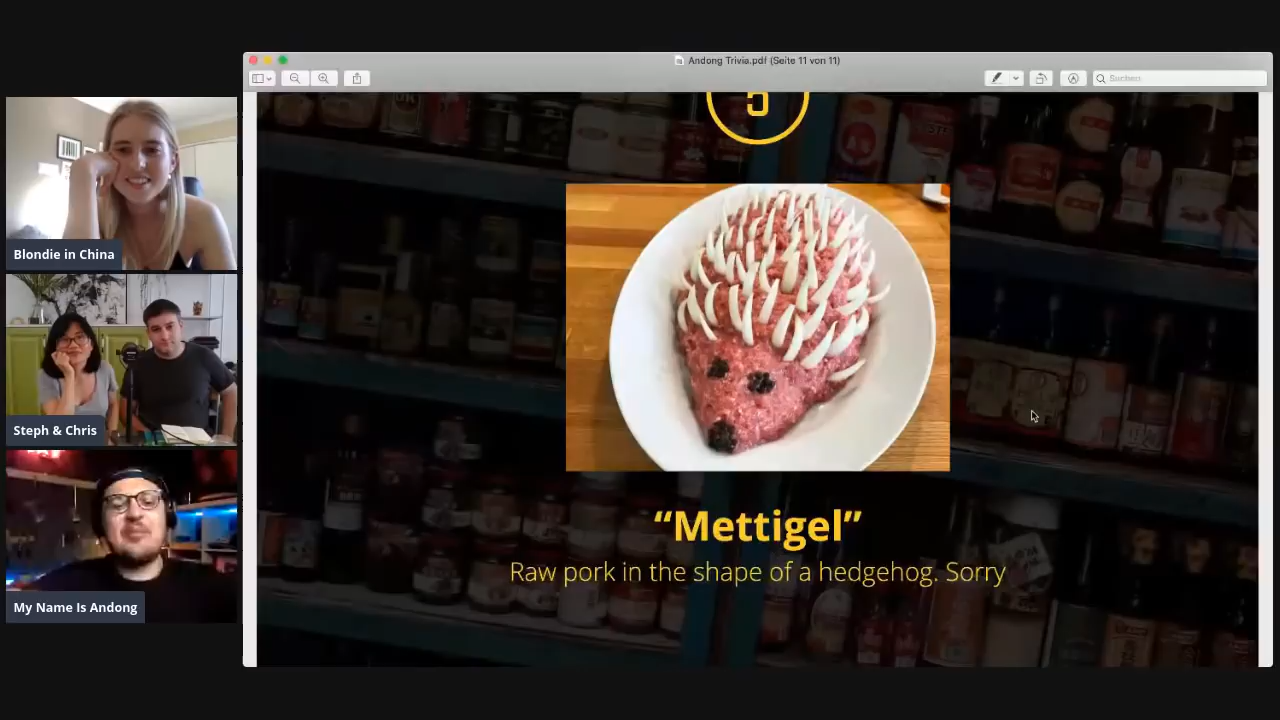 Andong Trivia.pdf (Seite 11 von 11)
Suchen
5
Blondie in China
Steph & Chris
My Name Is Andong
“Mettigel”
Raw pork in the shape of a hedgehog. Sorry